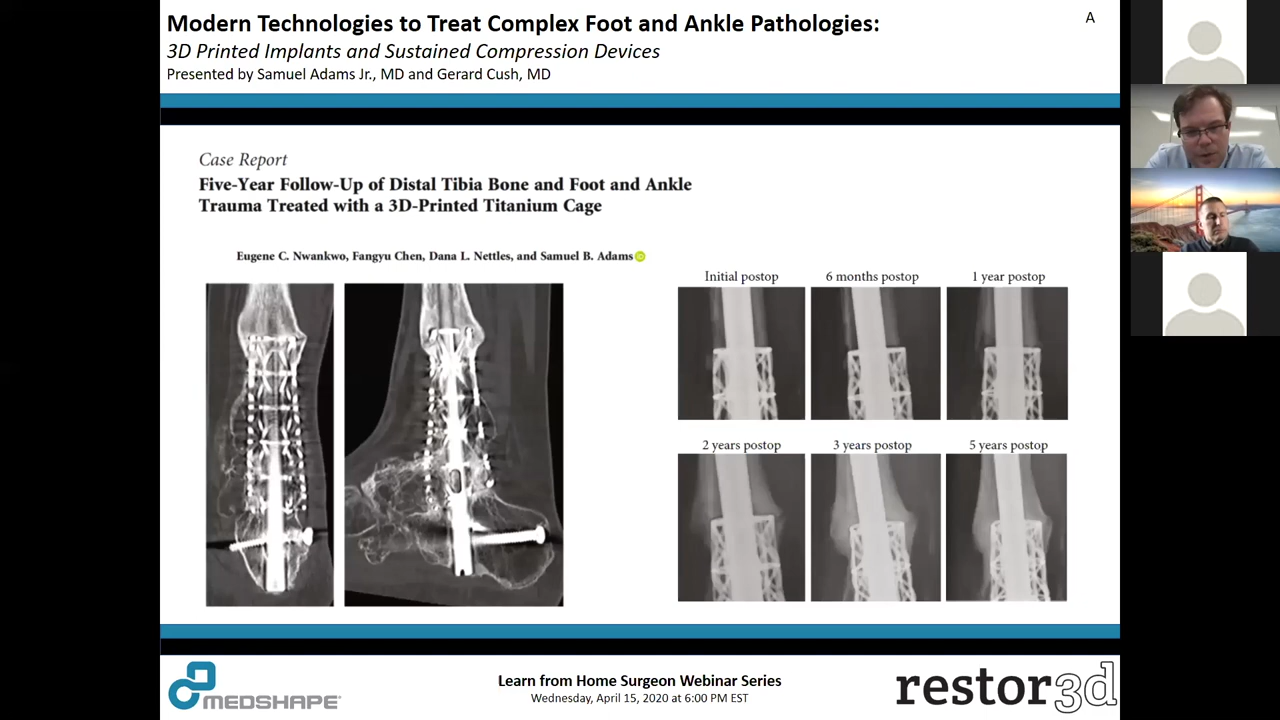 Modern Technologies to Treat Complex Foot and Ankle Pathologies:
3D Printed Implants and Sustained Compression Devices
Presented by Samuel Adams Jr., MD and Gerard Cush, MD
A
Case Report
Five-Year Follow-Up of Distal Tibia Bone and Foot and Ankle
Trauma Treated with a 3D-Printed Titanium Cage
Eugene C. Nwankwo, Fangyu Chen, Dana L. Nettles, and Samuel B. Adams
Initial postop
6 months postop
1 year postop
2 years postop
3 years postop
5 years postop
MEDSHAPE
Learn from Home Surgeon Webinar Series
Wednesday, April 15, 2020 at 6:00 PM EST
restor3d